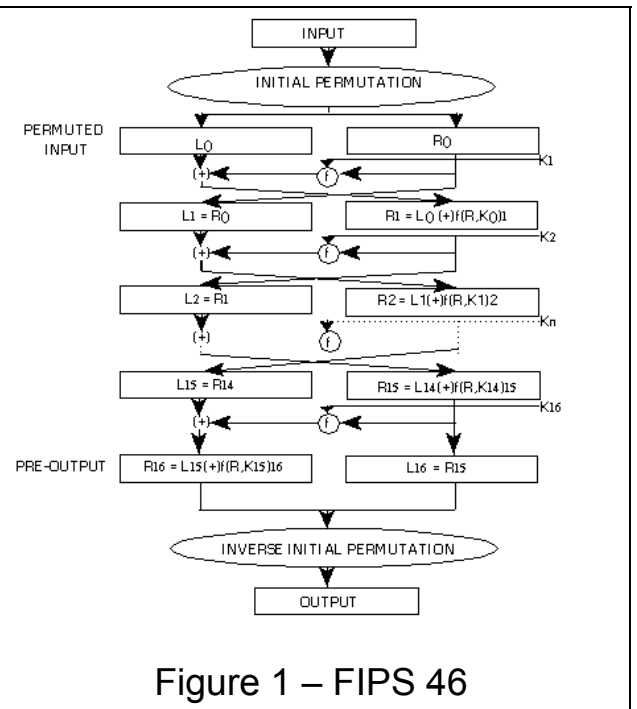 INPUT
INITIAL PERMUTATION
PERMUTED
INPUT
L0
R0
K1
(+)
f
L1 = R0
R1 = L0 (+)f(R,K0)1
K2
(+)
f
L2 = R1
R2 = L1(+)f(R,K1)2
Kn
(+)
f
L15 = R14
R15 = L14(+)f(R,K14)15
K16
(+)
f
PRE-OUTPUT
R16 = L15(+)f(R,K15)16
L16 = R15
INVERSE INITIAL PERMUTATION
OUTPUT
Figure 1 – FIPS 46